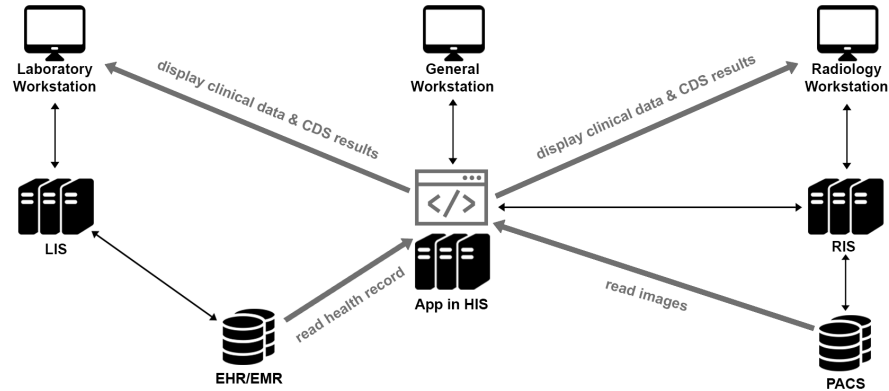 Laboratory
Workstation
General
Workstation
Radiology
Workstation
display clinical data & CDS results
display clinical data & CDS results
</>
LIS
RIS
App in HIS
read health record
read images
EHR/EMR
PACS